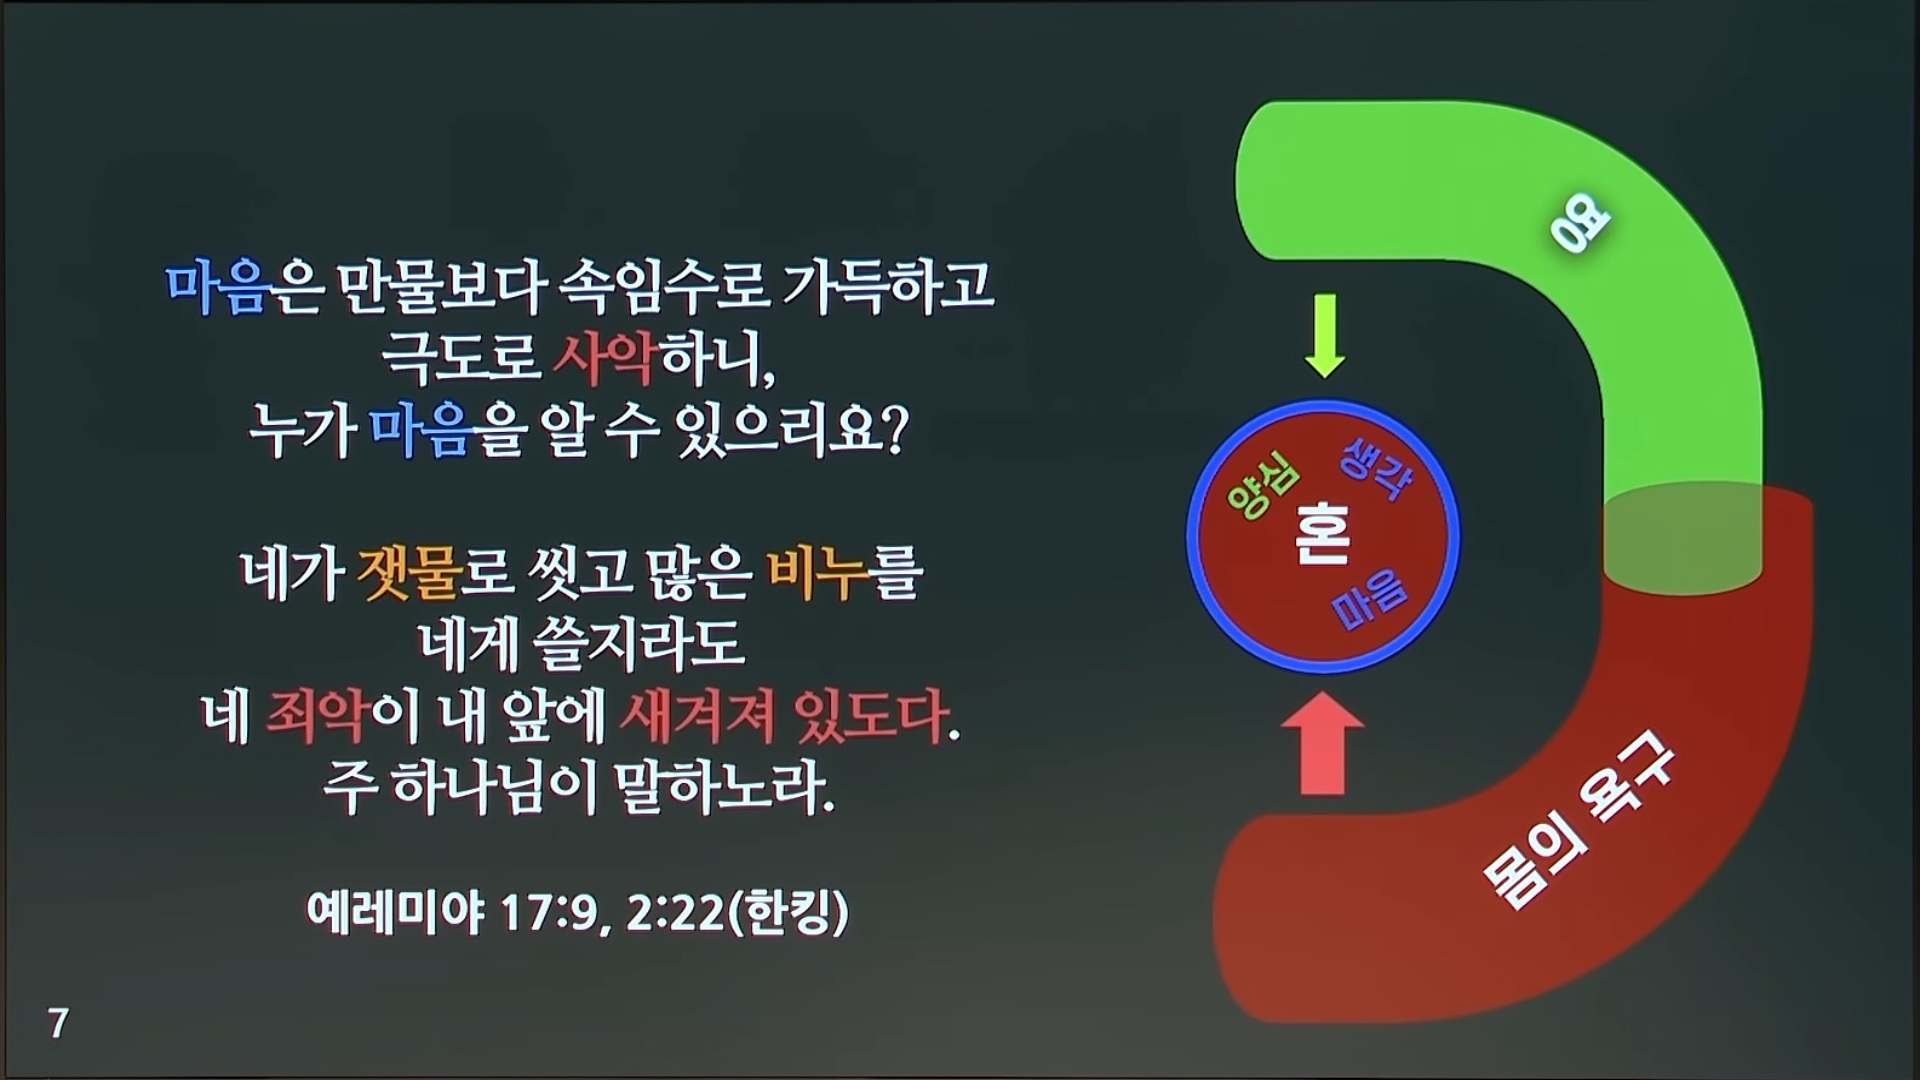 마음은 만물보다 속임수로 가득하고
극도로 사악하니,
누가 마음을 알 수 있으리요?
네가 잿물로 씻고 많은 비누를
네게 쓸지라도
네 죄악이 내 앞에 새겨져 있도다.
주 하나님이 말하노라.
예레미야 17:9, 2:22(한킹)
7
영
양심
생각
혼
마음
몸의 욕구